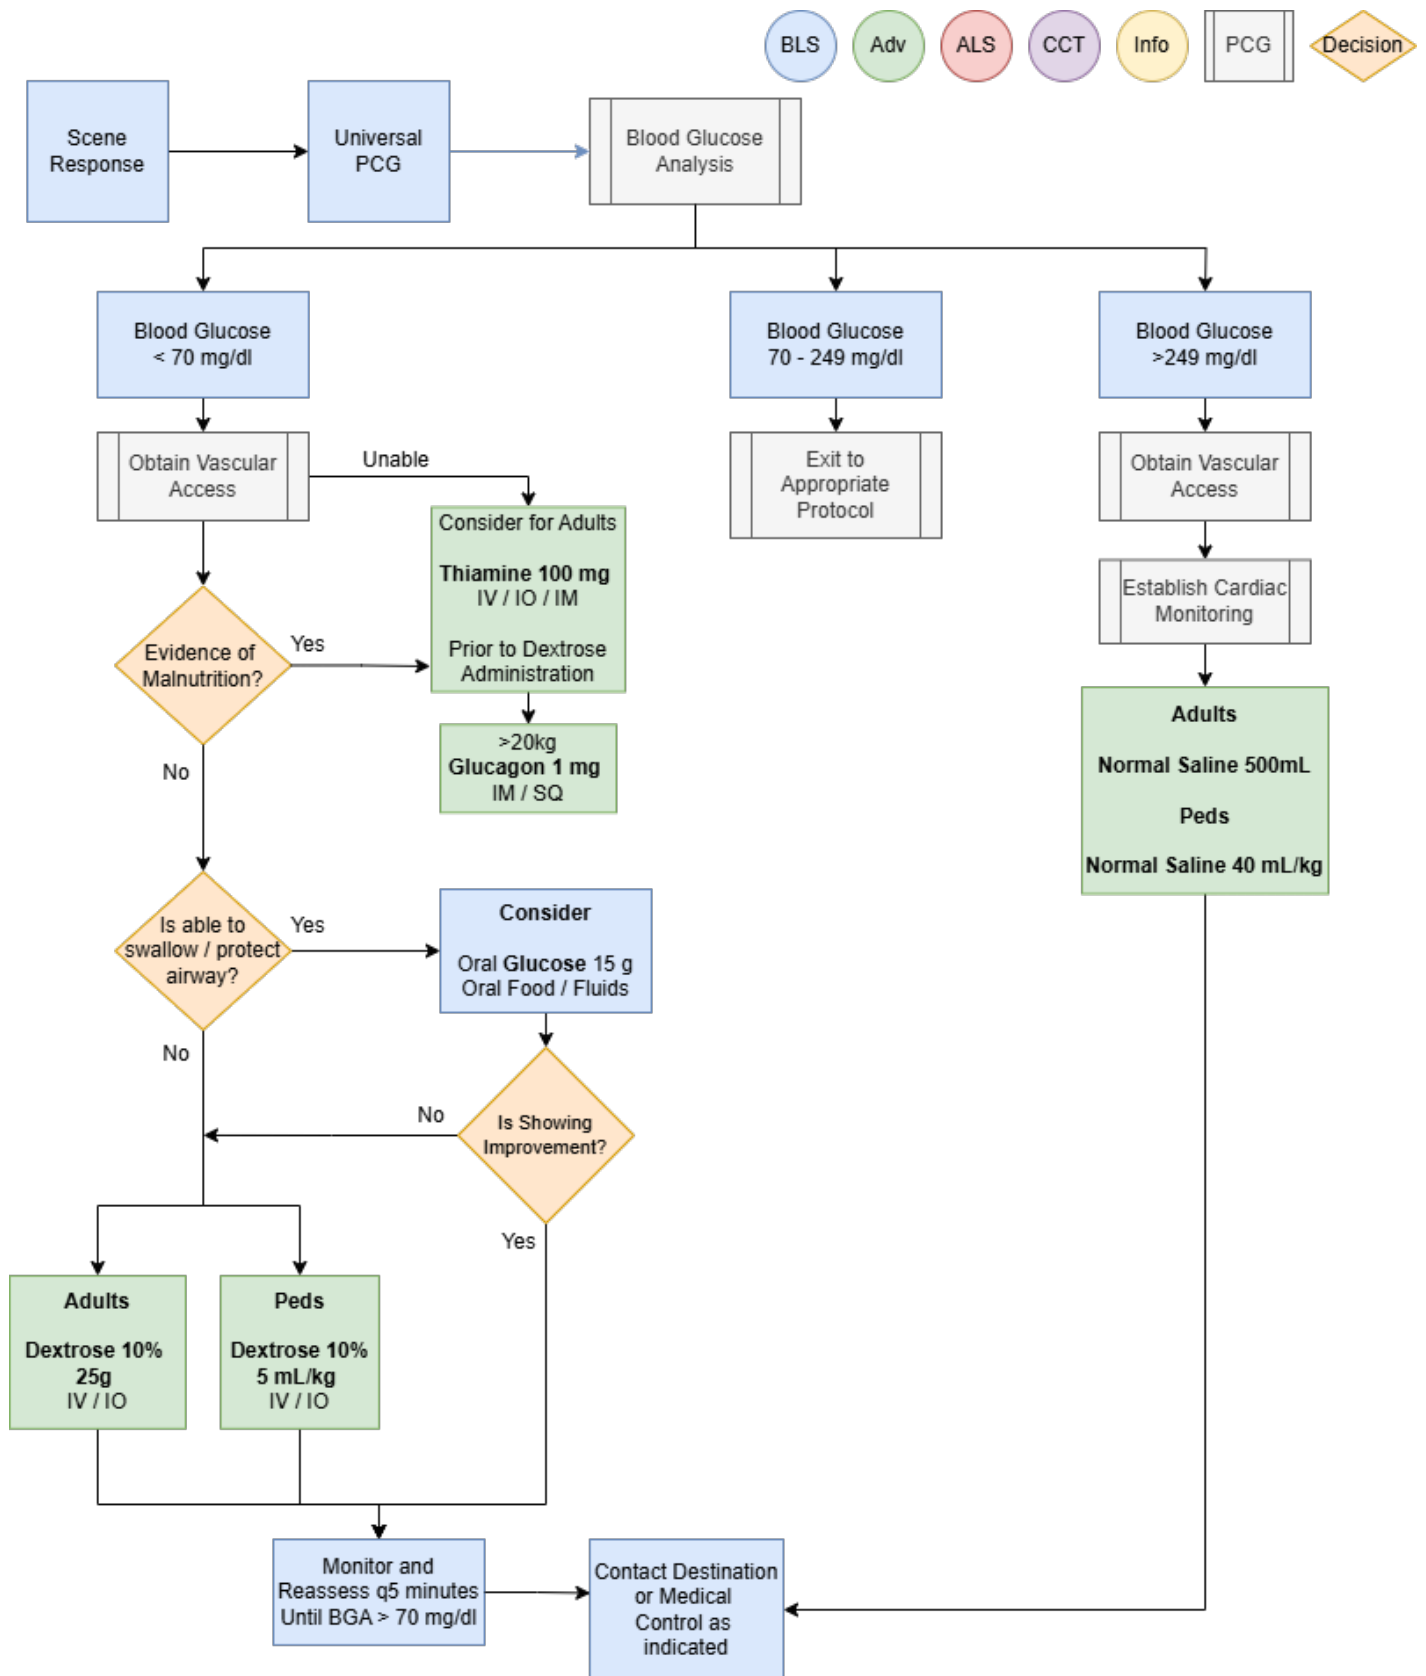 BLS
Adv
ALS
CCT
Info
PCG
Decision
Scene
Response
Universal
PCG
Blood Glucose
Analysis
Blood Glucose
< 70 mg/dl
Blood Glucose
70 - 249 mg/dl
Blood Glucose
>249 mg/dl
Obtain Vascular
Access
Unable
Exit to
Appropriate
Protocol
Obtain Vascular
Access
Consider for Adults
Thiamine 100 mg
IV / IO / IM
Prior to Dextrose
Administration
Establish Cardiac
Monitoring
Evidence of
Malnutrition?
Yes
No
>20kg
Glucagon 1 mg
IM / SQ
Adults
Normal Saline 500mL
Peds
Normal Saline 40 mL/kg
Is able to
swallow / protect
airway?
Yes
No
Consider
Oral Glucose 15 g
Oral Food / Fluids
Is Showing
Improvement?
No
Yes
Adults
Dextrose 10%
25g
IV / IO
Peds
Dextrose 10%
5 mL/kg
IV / IO
Monitor and
Reassess q5 minutes
Until BGA > 70 mg/dl
Contact Destination
or Medical
Control as
indicated